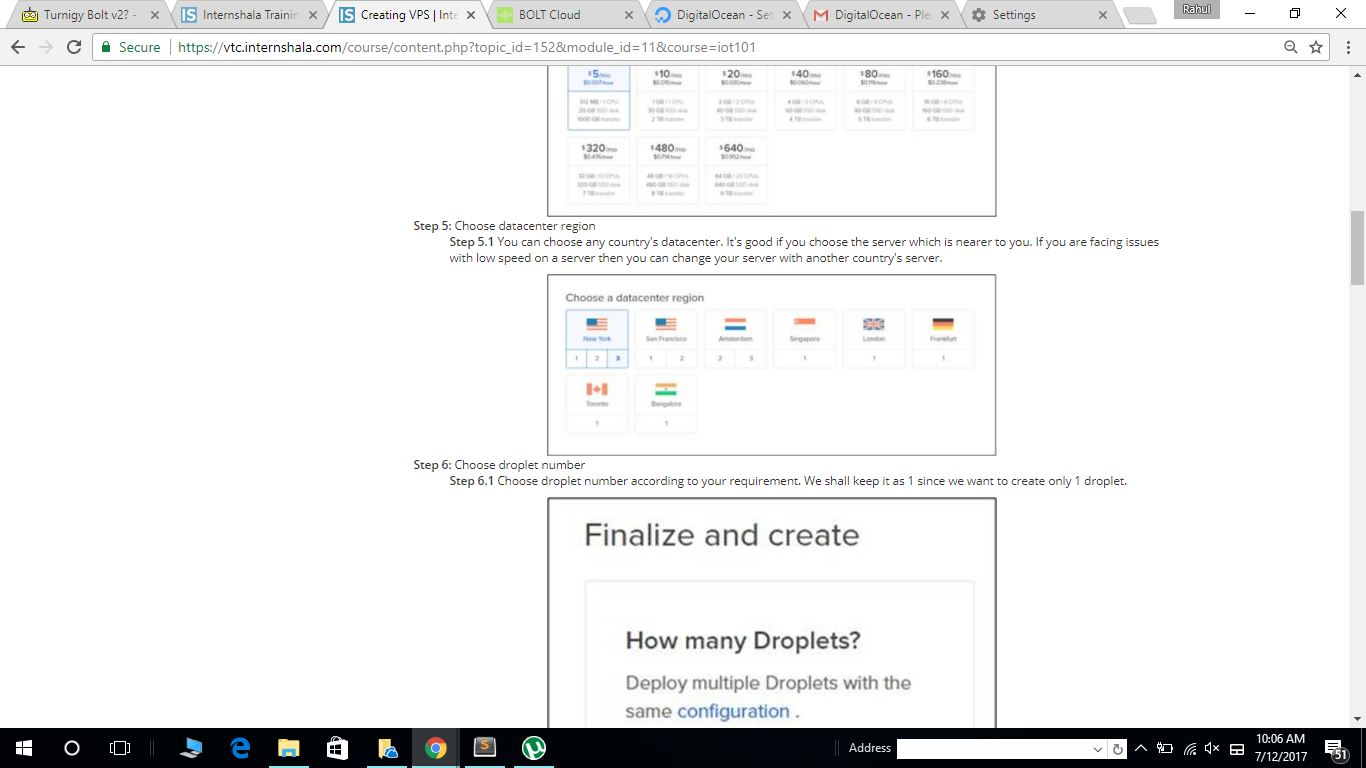 Turnigy Bolt v2? -
Internshala Trainin
Creating VPS | Inte
BOLT Cloud
DigitalOcean - Set
DigitalOcean - Ple
Settings
Rahul
Secure
https://vtc.internshala.com/course/content.php?topic_id=152&module_id=11&course=iot101
$5/mo $10/mo $20/mo $40/mo $80/mo $160/mo
$0.007/hour $0.015/hour $0.030/hour $0.060/hour $0.119/hour $0.238/hour
512 MB / 1 CPU 1 GB / 1 CPU 2 GB / 2 CPUs 4 GB / 2 CPUs 8 GB / 4 CPUs 16 GB / 8 CPUs
20 GB SSD disk 30 GB SSD disk 40 GB SSD disk 60 GB SSD disk 80 GB SSD disk 160 GB SSD disk
1000 GB transfer 2 TB transfer 3 TB transfer 4 TB transfer 5 TB transfer 6 TB transfer
$320/mo $480/mo $640/mo
$0.476/hour $0.714/hour $0.952/hour
32 GB / 12 CPUs 48 GB / 16 CPUs 64 GB / 20 CPUs
320 GB SSD disk 480 GB SSD disk 640 GB SSD disk
7 TB transfer 8 TB transfer 9 TB transfer
Step 5: Choose datacenter region
Step 5.1 You can choose any country's datacenter. It's good if you choose the server which is nearer to you. If you are facing issues
with low speed on a server then you can change your server with another country's server.
Choose a datacenter region
New York San Francisco Amsterdam Singapore London Frankfurt
1 2 3 1 2 2 3 1 1 1
Toronto Bangalore
1 1
Step 6: Choose droplet number
Step 6.1 Choose droplet number according to your requirement. We shall keep it as 1 since we want to create only 1 droplet.
Finalize and create
How many Droplets?
Deploy multiple Droplets with the
same configuration .
Address
10:06 AM
7/12/2017
51